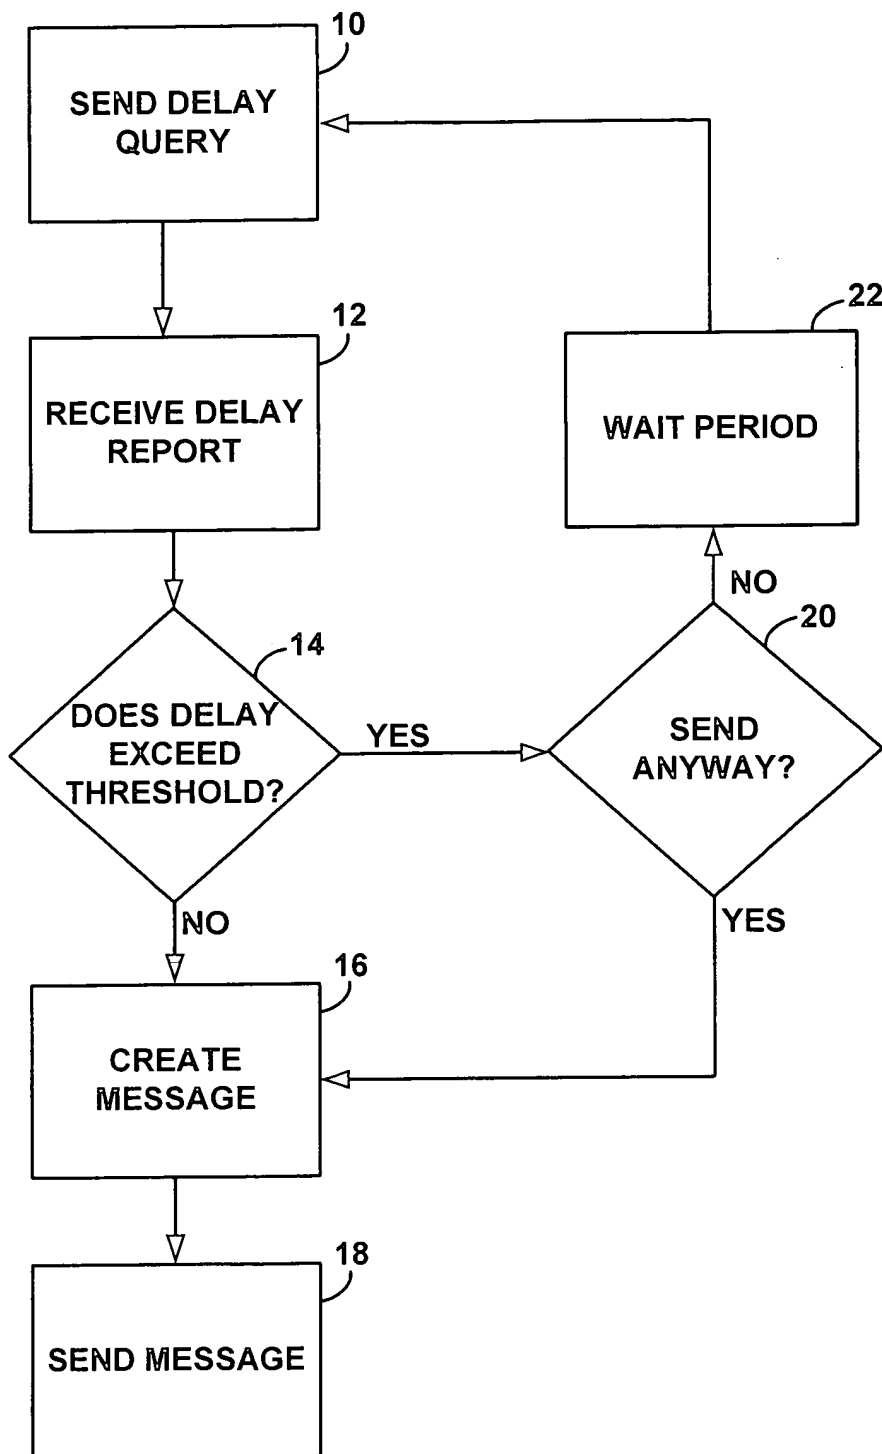 10
SEND DELAY
QUERY
12
RECEIVE DELAY
REPORT
22
WAIT PERIOD
NO
14
DOES DELAY
EXCEED
THRESHOLD?
YES
20
SEND
ANYWAY?
NO
YES
16
CREATE
MESSAGE
18
SEND MESSAGE